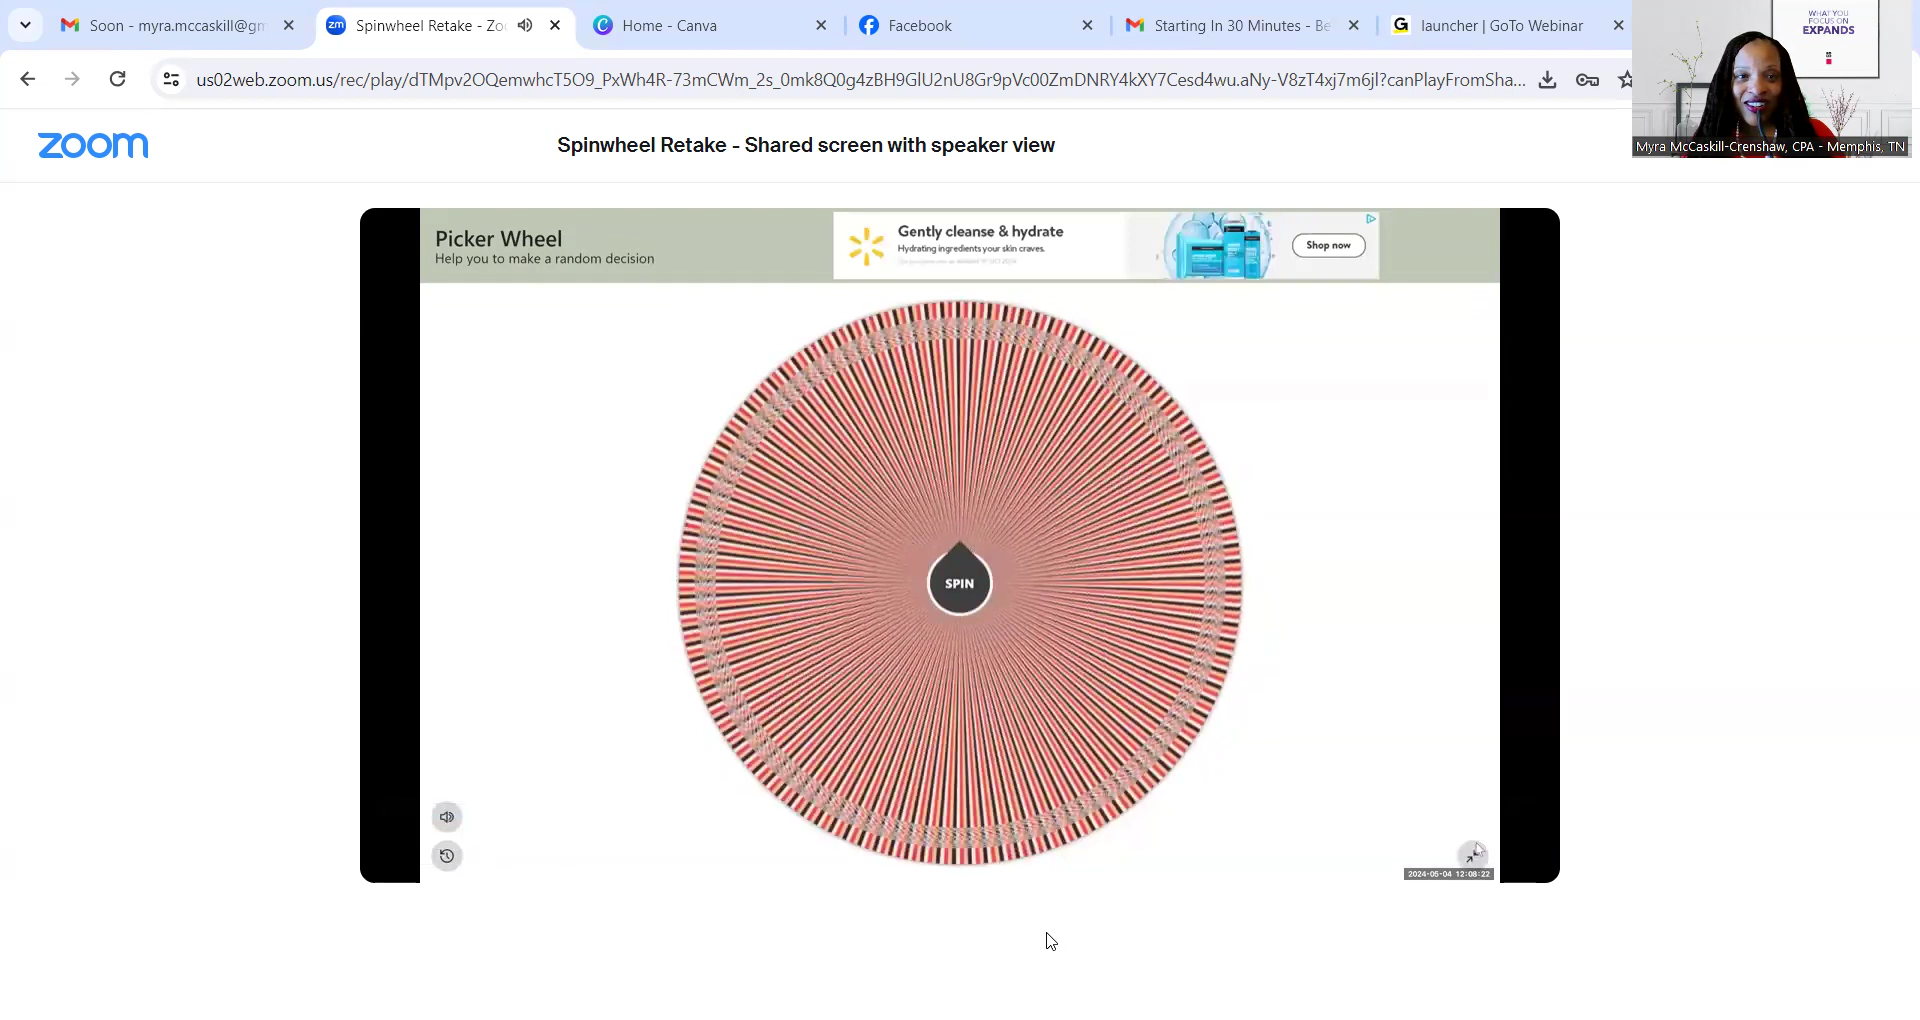 Soon - myra.mccaskill@gm
Spinwheel Retake - Zoo
Home - Canva
Facebook
Starting In 30 Minutes - Be
launcher | GoTo Webinar
us02web.zoom.us/rec/play/dTMpv2OQemwhcT5O9_PxWh4R-73mCWm_2s_0mk8Q0g4zBH9GlU2nU8Gr9pVc00ZmDNRY4kXY7Cesd4wu.aNy-V8zT4xj7m6jl?canPlayFromSha...
WHAT YOU
FOCUS ON
EXPANDS
Myra McCaskill-Crenshaw, CPA - Memphis, TN
zoom
Spinwheel Retake - Shared screen with speaker view
Picker Wheel
Help you to make a random decision
Gently cleanse & hydrate
Hydrating ingredients your skin craves.
Shop now
SPIN
2024-05-04 12:08:22